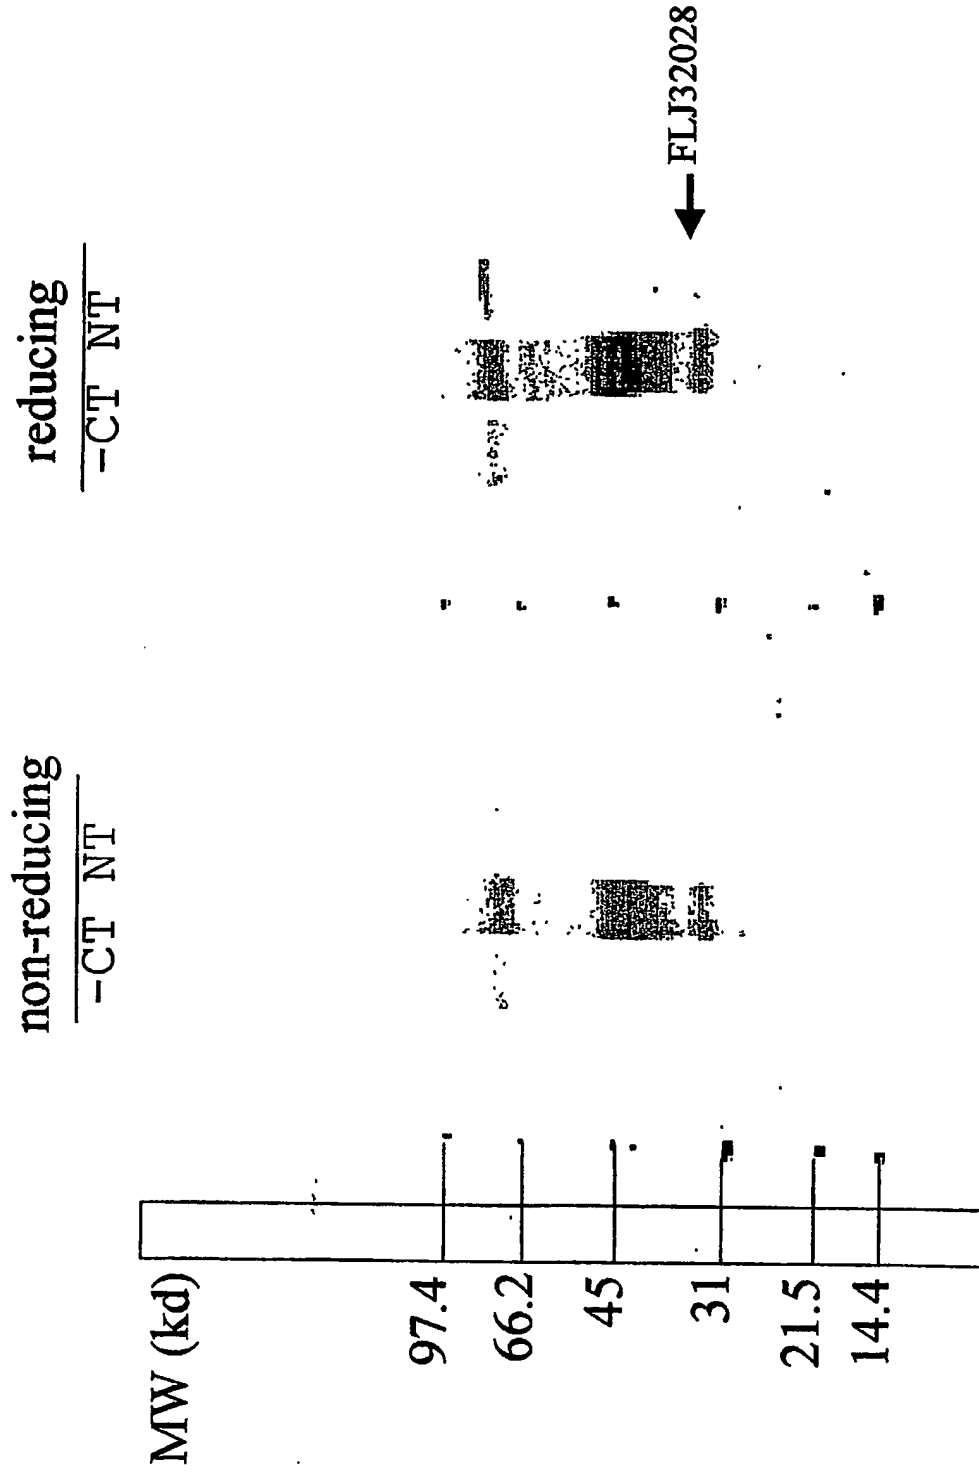 non-reducing
-CT NT
reducing
-CT NT
MW (kd)
97.4
66.2
45
31
21.5
14.4
FLJ32028